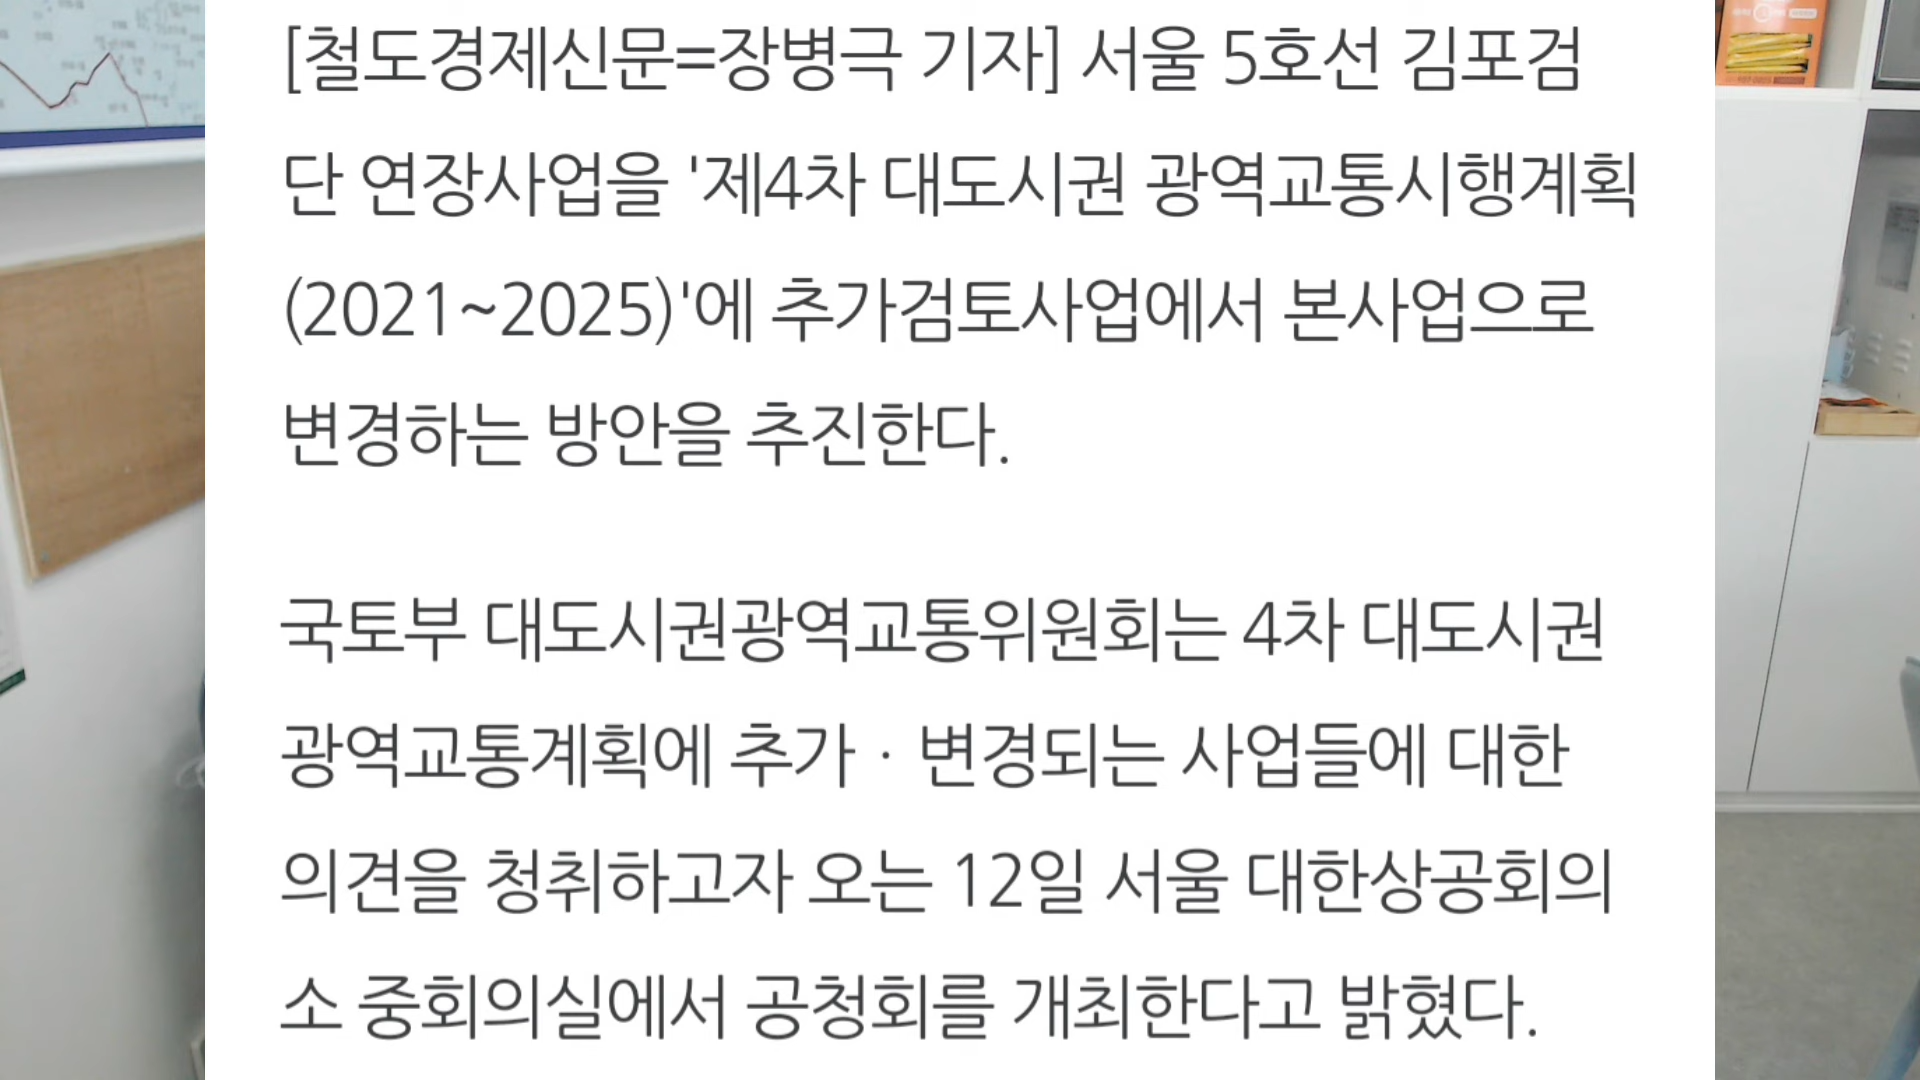 [철도경제신문=장병극 기자] 서울 5호선 김포검
단 연장사업을 '제4차 대도시권 광역교통시행계획
(2021~2025)'에 추가검토사업에서 본사업으로
변경하는 방안을 추진한다.
국토부 대도시권광역교통위원회는 4차 대도시권
광역교통계획에 추가·변경되는 사업들에 대한
의견을 청취하고자 오는 12일 서울 대한상공회의
소 중회의실에서 공청회를 개최한다고 밝혔다.